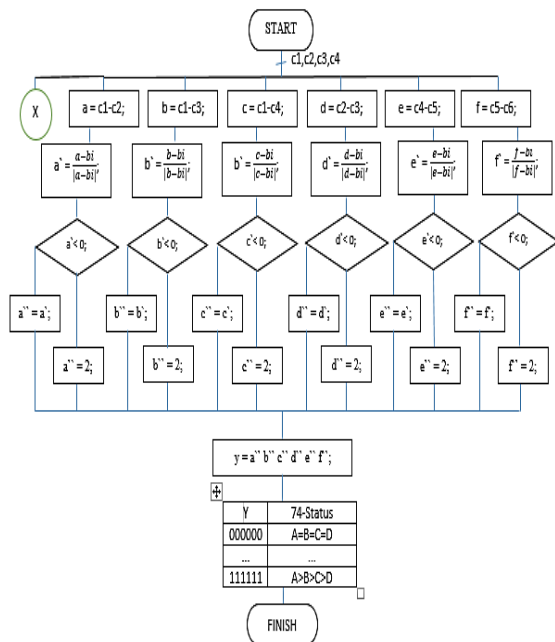 START
c1,c2,c3,c4
X
a = c1-c2;
b = c1-c3;
c = c1-c4;
d = c2-c3;
e = c4-c5;
f = c5-c6;
a` = a-bi / |a-bi|,
b` = b-bi / |b-bi|,
b` = c-bi / |c-bi|,
d` = d-bi / |d-bi|,
e` = e-bi / |e-bi|,
f` = f-bi / |f-bi|,
a`<0;
b`<0;
c`<0;
d`<0;
e`<0;
f`<0;
a`` = a`;
b`` = b`;
c`` = c`;
d`` = d`;
e`` = e`;
f`` = f`;
a`` = 2;
b`` = 2;
c`` = 2;
d`` = 2;
e`` = 2;
f`` = 2;
y = a`` b`` c`` d`` e`` f`;
Y 74-Status
000000 A=B=C=D
... ...
111111 A>B>C>D
FINISH